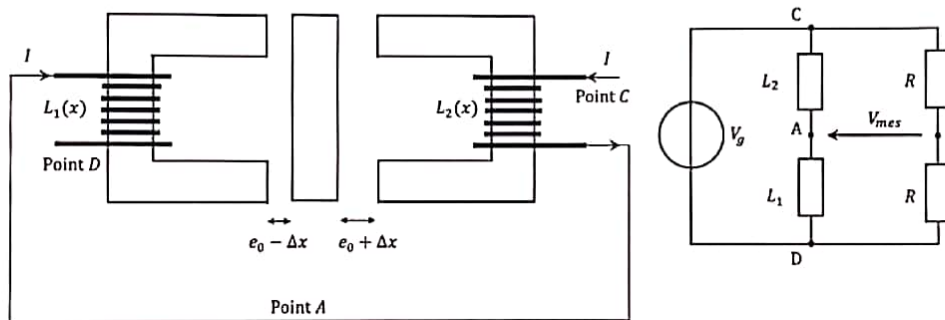 I
L₁(x)
Point D
L₂(x)
I
Point C
e₀ − Δx
e₀ + Δx
Point A
C
L₂
R
A
V_mes
V_g
L₁
R
D